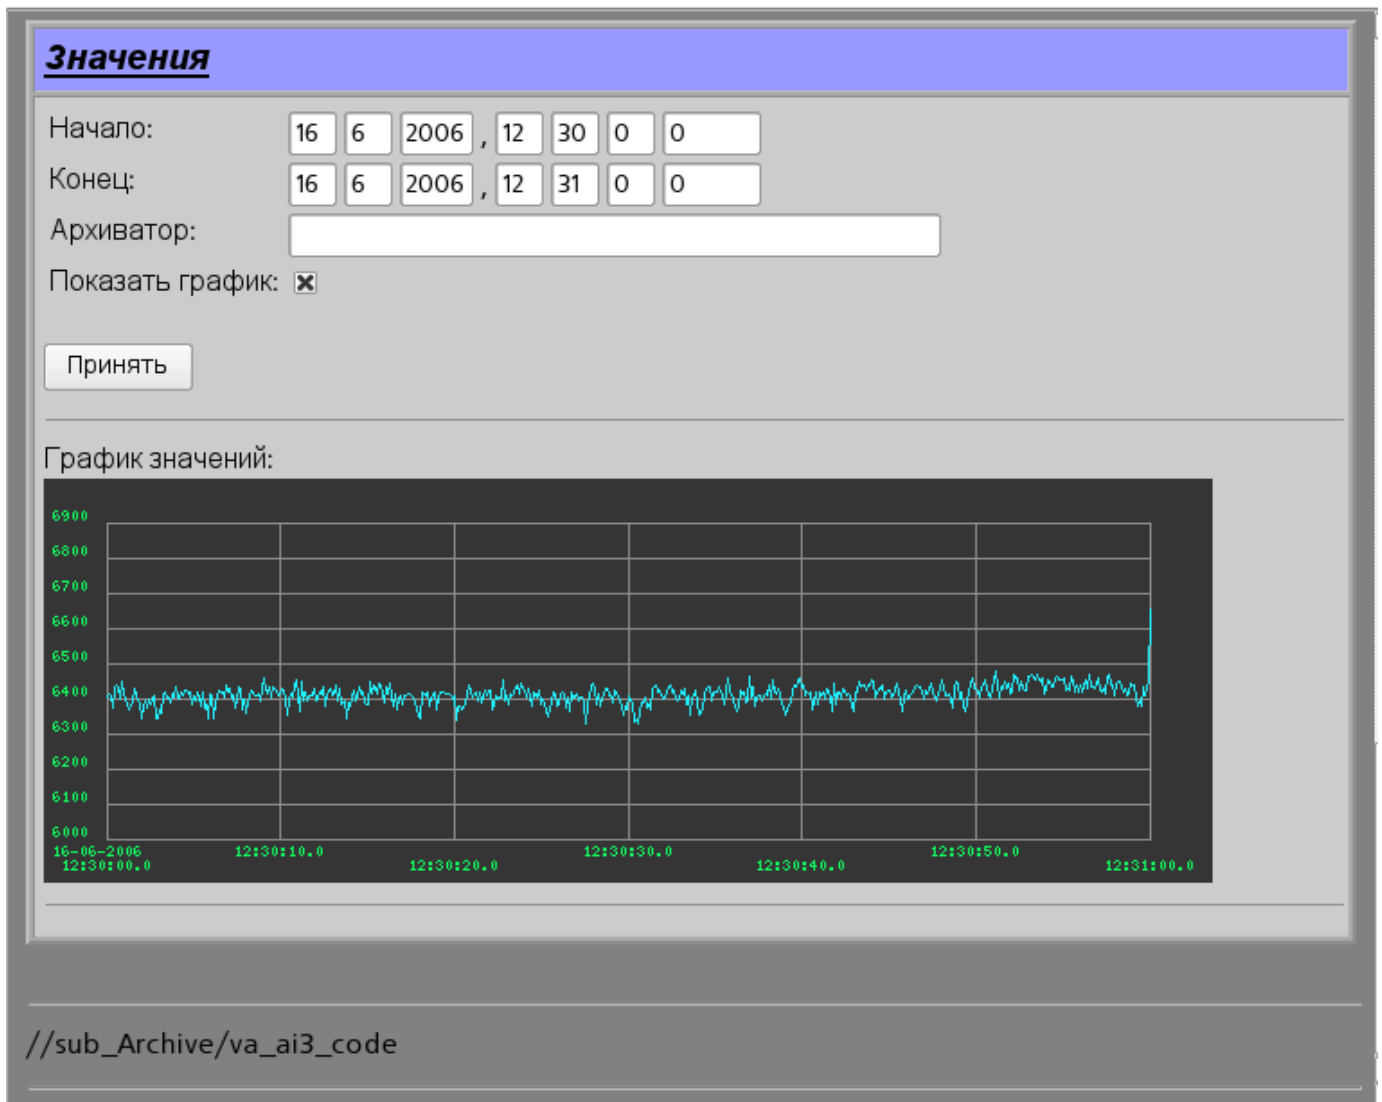 Значения
Начало: 16 6 2006 , 12 30 0 0
Конец: 16 6 2006 , 12 31 0 0
Архиватор:
Показать график:
Принять
График значений:
6900
6800
6700
6600
6500
6400
6300
6200
6100
6000
16-06-2006 12:30:10.0 12:30:30.0 12:30:50.0
12:30:00.0 12:30:20.0 12:30:40.0 12:31:00.0
//sub_Archive/va_ai3_code